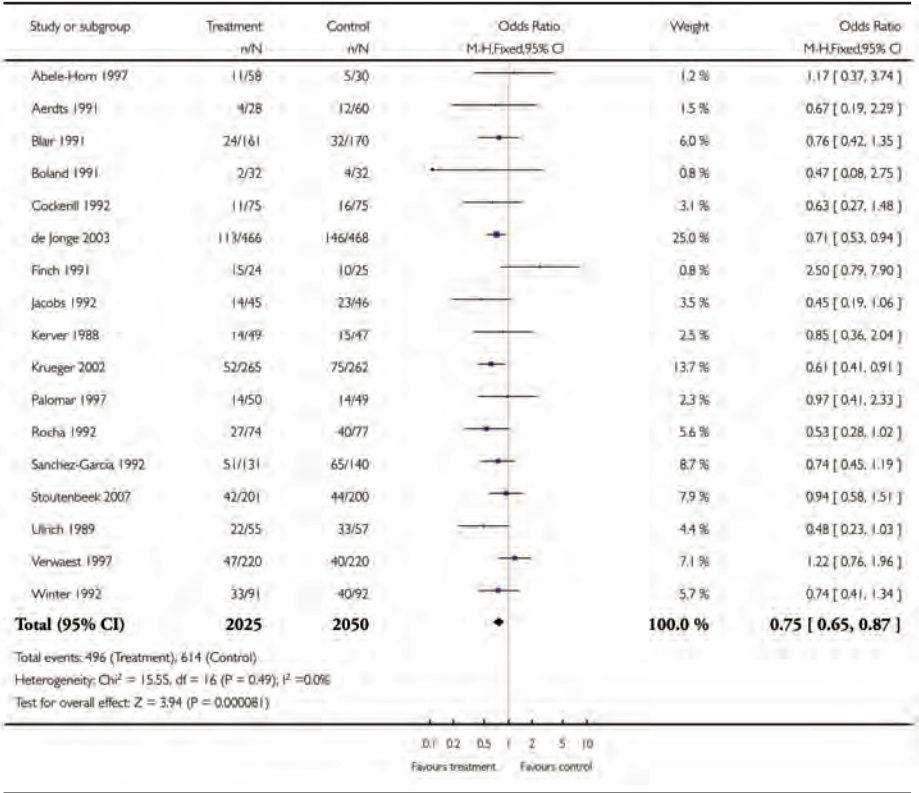 Study or subgroup Treatment Control Odds Ratio Weight Odds Ratio
n/N n/N M-H,Fixed,95% CI M-H,Fixed,95% CI
Abele-Horn 1997 11/58 5/30 1.2 % 1.17 [ 0.37, 3.74 ]
Aerdts 1991 4/28 12/60 1.5 % 0.67 [ 0.19, 2.29 ]
Blair 1991 24/161 32/170 6.0 % 0.76 [ 0.42, 1.35 ]
Boland 1991 2/32 4/32 0.8 % 0.47 [ 0.08, 2.75 ]
Cockerill 1992 11/75 16/75 3.1 % 0.63 [ 0.27, 1.48 ]
de Jonge 2003 113/466 146/468 25.0 % 0.71 [ 0.53, 0.94 ]
Finch 1991 15/24 10/25 0.8 % 2.50 [ 0.79, 7.90 ]
Jacobs 1992 14/45 23/46 3.5 % 0.45 [ 0.19, 1.06 ]
Kerver 1988 14/49 15/47 2.5 % 0.85 [ 0.36, 2.04 ]
Krueger 2002 52/265 75/262 13.7 % 0.61 [ 0.41, 0.91 ]
Palomar 1997 14/50 14/49 2.3 % 0.97 [ 0.41, 2.33 ]
Rocha 1992 27/74 40/77 5.6 % 0.53 [ 0.28, 1.02 ]
Sanchez-Garcia 1992 51/131 65/140 8.7 % 0.74 [ 0.45, 1.19 ]
Stoutenbeek 2007 42/201 44/200 7.9 % 0.94 [ 0.58, 1.51 ]
Ulrich 1989 22/55 33/57 4.4 % 0.48 [ 0.23, 1.03 ]
Verwaest 1997 47/220 40/220 7.1 % 1.22 [ 0.76, 1.96 ]
Winter 1992 33/91 40/92 5.7 % 0.74 [ 0.41, 1.34 ]
Total (95% CI) 2025 2050 100.0 % 0.75 [ 0.65, 0.87 ]
Total events: 496 (Treatment), 614 (Control)
Heterogeneity: Chi² = 15.55, df = 16 (P = 0.49); I² =0.0%
Test for overall effect: Z = 3.94 (P = 0.000081)
0.1 0.2 0.5 1 2 5 10
Favours treatment Favours control